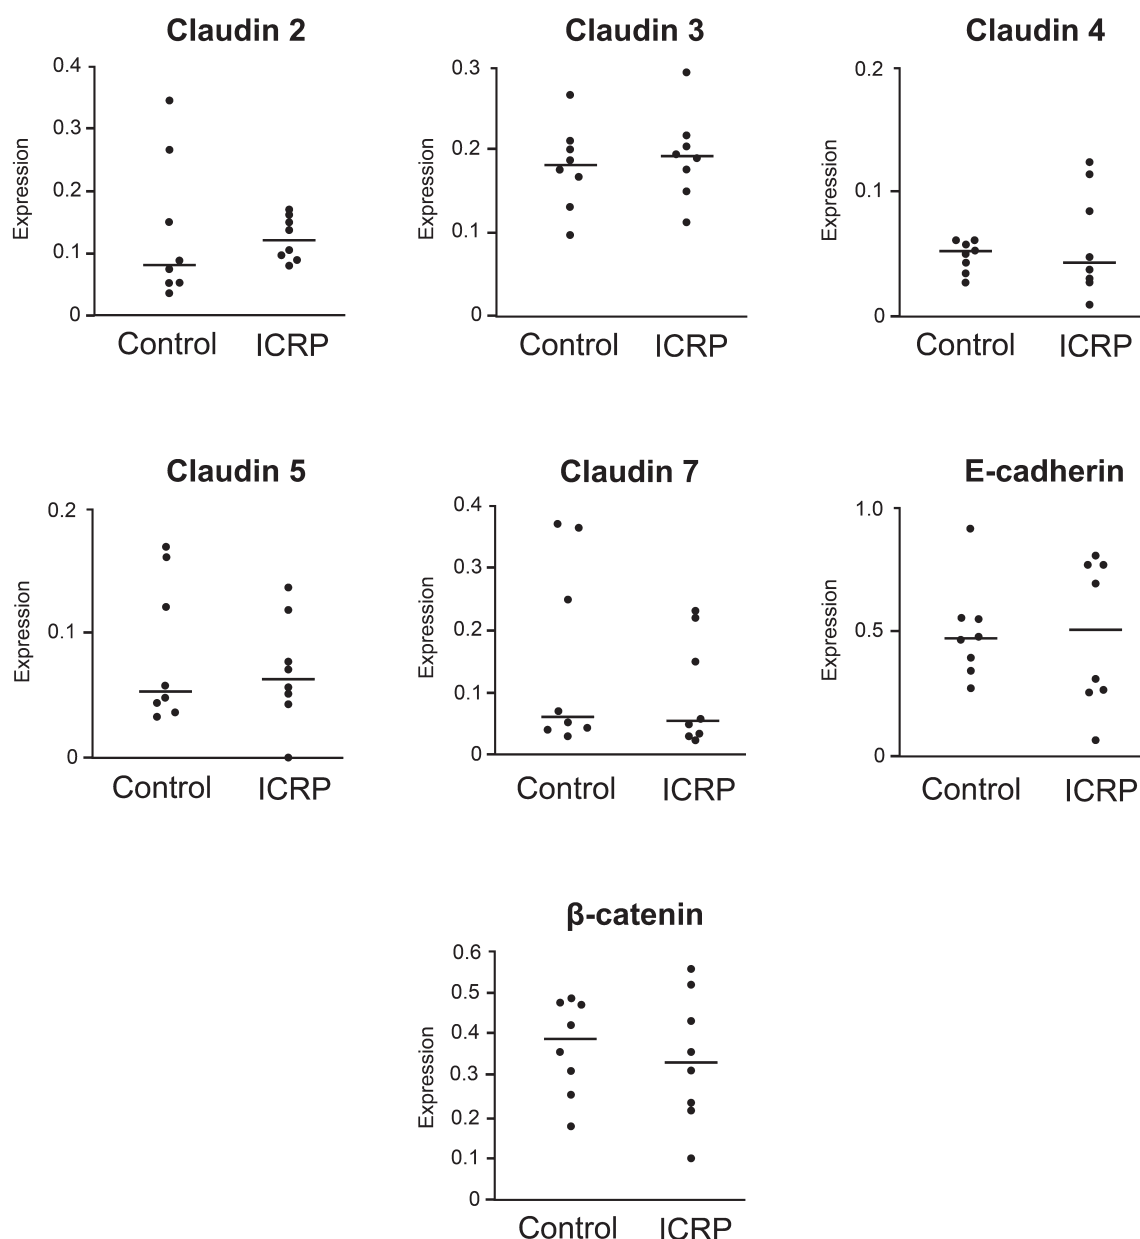 Claudin 2
0.4
0.3
0.2
0.1
0
Expression
Control ICRP
Claudin 3
0.3
0.2
0.1
0
Expression
Control ICRP
Claudin 4
0.2
0.1
0
Expression
Control ICRP
Claudin 5
0.2
0.1
0
Expression
Control ICRP
Claudin 7
0.4
0.3
0.2
0.1
0
Expression
Control ICRP
E-cadherin
1.0
0.5
0
Expression
Control ICRP
β-catenin
0.6
0.5
0.4
0.3
0.2
0.1
0
Expression
Control ICRP